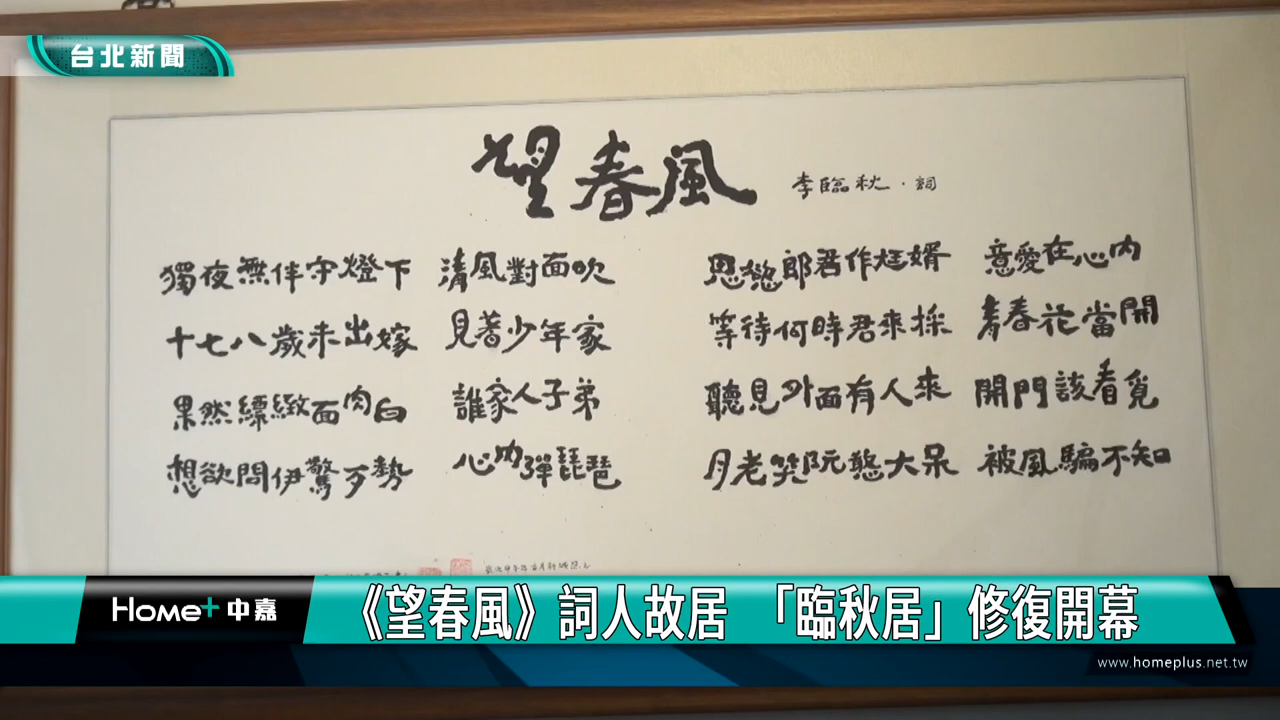 台北新聞
望春風 李臨秋・詞
獨夜無伴守燈下 清風對面吹
十七八歲未出嫁 見著少年家
果然縹緻面肉白 誰家人子弟
想欲問伊驚歹勢 心內彈琵琶
思慾郎君作尪婿 意愛在心內
等待何時君來採 青春花當開
聽見外面有人來 開門該看覓
月老笑阮憨大呆 被風騙不知
Home+中嘉
《望春風》詞人故居 「臨秋居」修復開幕
www.homeplus.net.tw